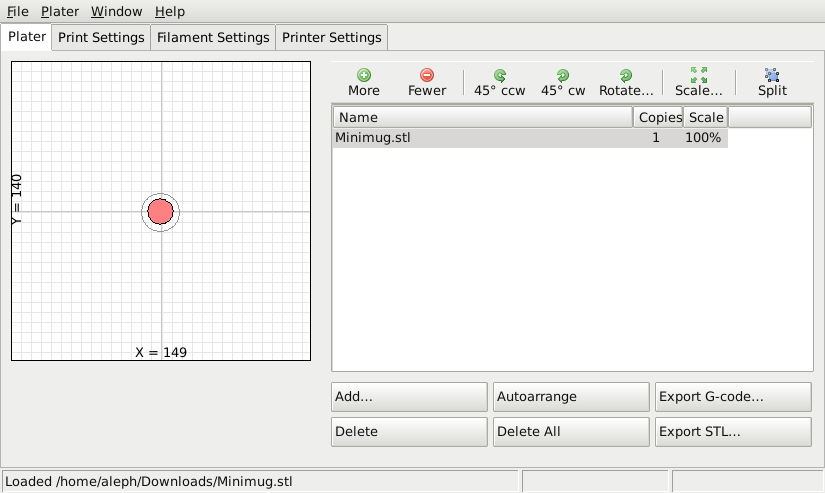 File Plater Window Help
Plater Print Settings Filament Settings Printer Settings
More Fewer 45° ccw 45° cw Rotate... Scale... Split
Name Copies Scale
Minimug.stl 1 100%
Y = 140
X = 149
Add... Autoarrange Export G-code...
Delete Delete All Export STL...
Loaded /home/aleph/Downloads/Minimug.stl